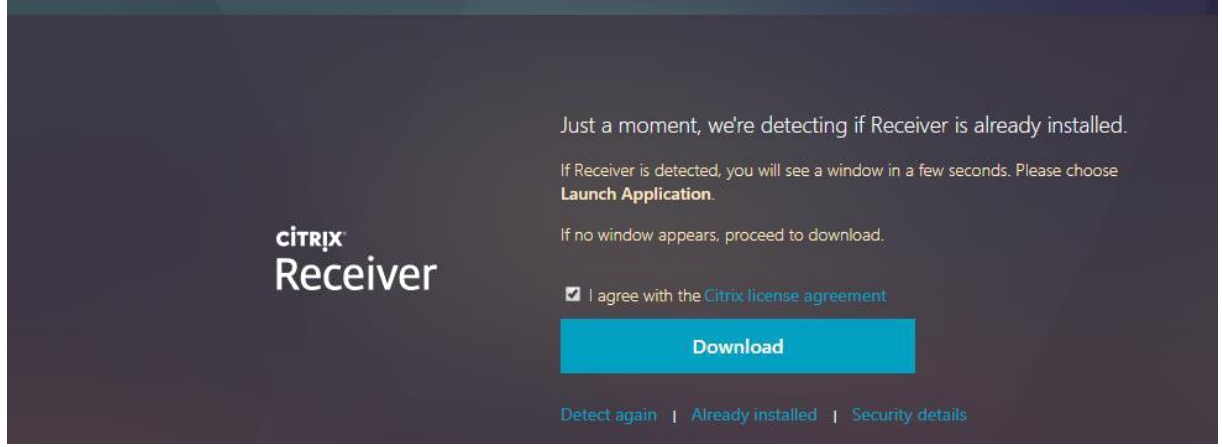 Just a moment, we're detecting if Receiver is already installed.
If Receiver is detected, you will see a window in a few seconds. Please choose
Launch Application.
If no window appears, proceed to download.
CİTRIX
Receiver
I agree with the Citrix license agreement
Download
Detect again | Already installed | Security details